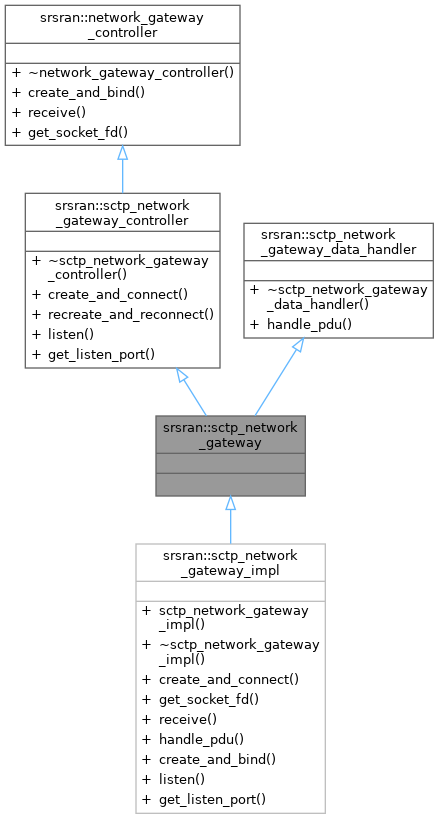 srsran::network_gateway
_controller
+ ~network_gateway_controller()
+ create_and_bind()
+ receive()
+ get_socket_fd()
srsran::sctp_network
_gateway_controller
+ ~sctp_network_gateway
_controller()
+ create_and_connect()
+ recreate_and_reconnect()
+ listen()
+ get_listen_port()
srsran::sctp_network
_gateway_data_handler
+ ~sctp_network_gateway
_data_handler()
+ handle_pdu()
srsran::sctp_network
_gateway
srsran::sctp_network
_gateway_impl
+ sctp_network_gateway
_impl()
+ ~sctp_network_gateway
_impl()
+ create_and_connect()
+ get_socket_fd()
+ receive()
+ handle_pdu()
+ create_and_bind()
+ listen()
+ get_listen_port()